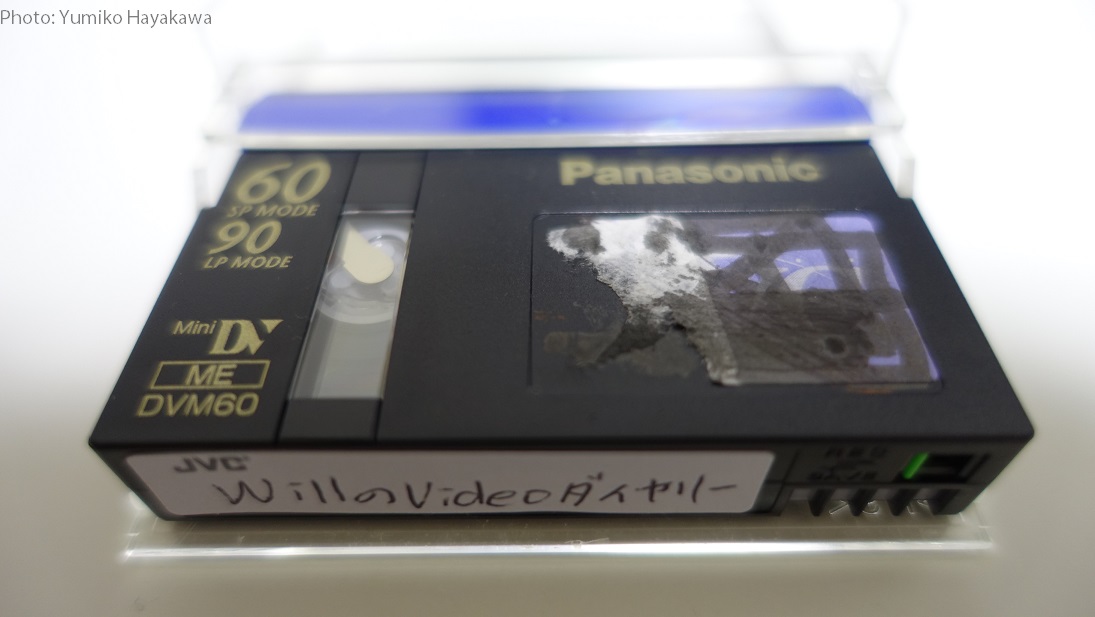 Photo: Yumiko Hayakawa
Panasonic
60
SP MODE
90
LP MODE
Mini DV
ME
DVM60
JVC
WillのVideoダイヤリー